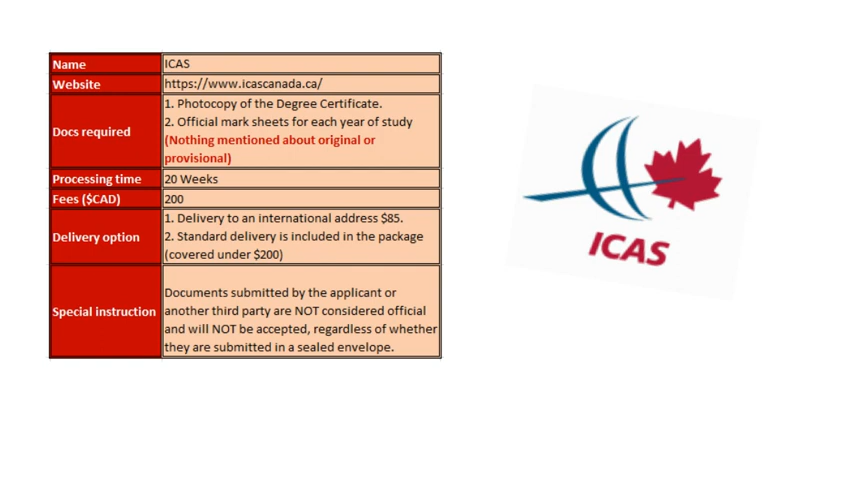 Name ICAS
Website https://www.icascanada.ca/
Docs required
1. Photocopy of the Degree Certificate.
2. Official mark sheets for each year of study
(Nothing mentioned about original or
provisional)
Processing time 20 Weeks
Fees ($CAD) 200
Delivery option
1. Delivery to an international address $85.
2. Standard delivery is included in the package
(covered under $200)
Special instruction
Documents submitted by the applicant or
another third party are NOT considered official
and will NOT be accepted, regardless of whether
they are submitted in a sealed envelope.
ICAS